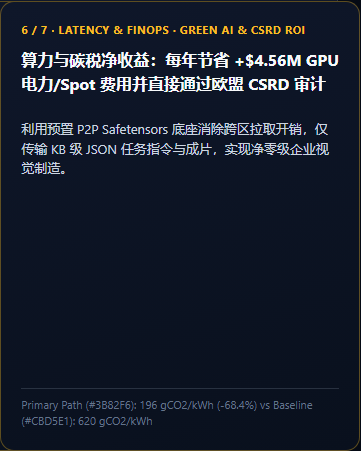 6 / 7 · LATENCY & FINOPS · GREEN AI & CSRD ROI
算力与碳税净收益：每年节省 +$4.56M GPU
电力/Spot 费用并直接通过欧盟 CSRD 审计
利用预置 P2P Safetensors 底座消除跨区拉取开销，仅
传输 KB 级 JSON 任务指令与成片，实现净零级企业视
觉制造。
Primary Path (#3B82F6): 196 gCO2/kWh (-68.4%) vs Baseline
(#CBD5E1): 620 gCO2/kWh